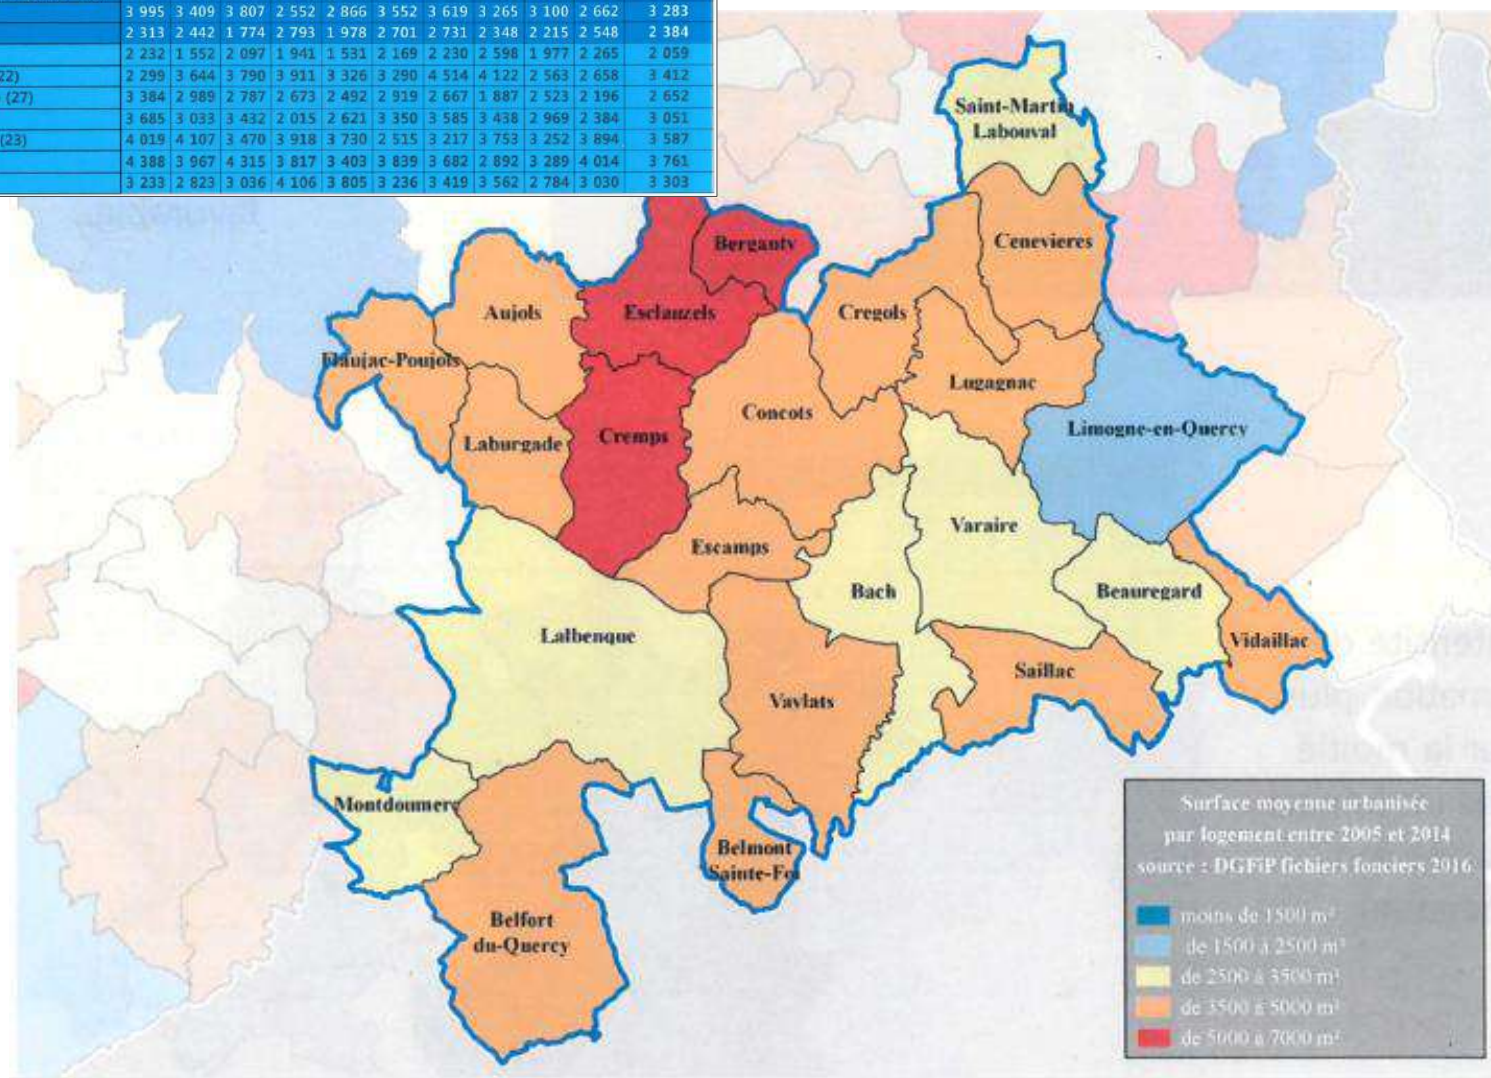 3 995 3 409 3 807 2 552 2 866 3 552 3 619 3 265 3 100 2 662 3 283
2 313 2 442 1 774 2 793 1 978 2 701 2 731 2 348 2 215 2 548 2 384
2 232 1 552 2 097 1 941 1 531 2 169 2 230 2 598 1 977 2 265 2 059
22) 2 299 3 644 3 790 3 911 3 326 3 290 4 514 4 122 2 563 2 658 3 412
(27) 3 384 2 989 2 787 2 673 2 492 2 919 2 667 1 887 2 523 2 196 2 652
3 685 3 033 3 432 2 015 2 621 3 350 3 585 3 438 2 969 2 384 3 051
(23) 4 019 4 107 3 470 3 918 3 730 2 515 3 217 3 753 3 252 3 894 3 587
4 388 3 967 4 315 3 817 3 403 3 839 3 682 2 892 3 289 4 014 3 761
3 233 2 823 3 036 4 106 3 805 3 236 3 419 3 562 2 784 3 030 3 303
Saint-Martin
Labouval
Berganty
Cenevieres
Aujols
Esclauzels
Cregols
Flaujac-Poujols
Lugagnac
Concots
Limogne-en-Quercy
Laburgade
Cremps
Varaire
Escamps
Bach
Beauregard
Lalbenque
Vidaillac
Saillac
Vaylats
Montdoumerc
Belmont
Sainte-Foi
Belfort
du-Quercy
Surface moyenne urbanisée
par logement entre 2005 et 2014
source : DGFiP fichiers fonciers 2016
moins de 1500 m²
de 1500 à 2500 m²
de 2500 à 3500 m²
de 3500 à 5000 m²
de 5000 à 7000 m²